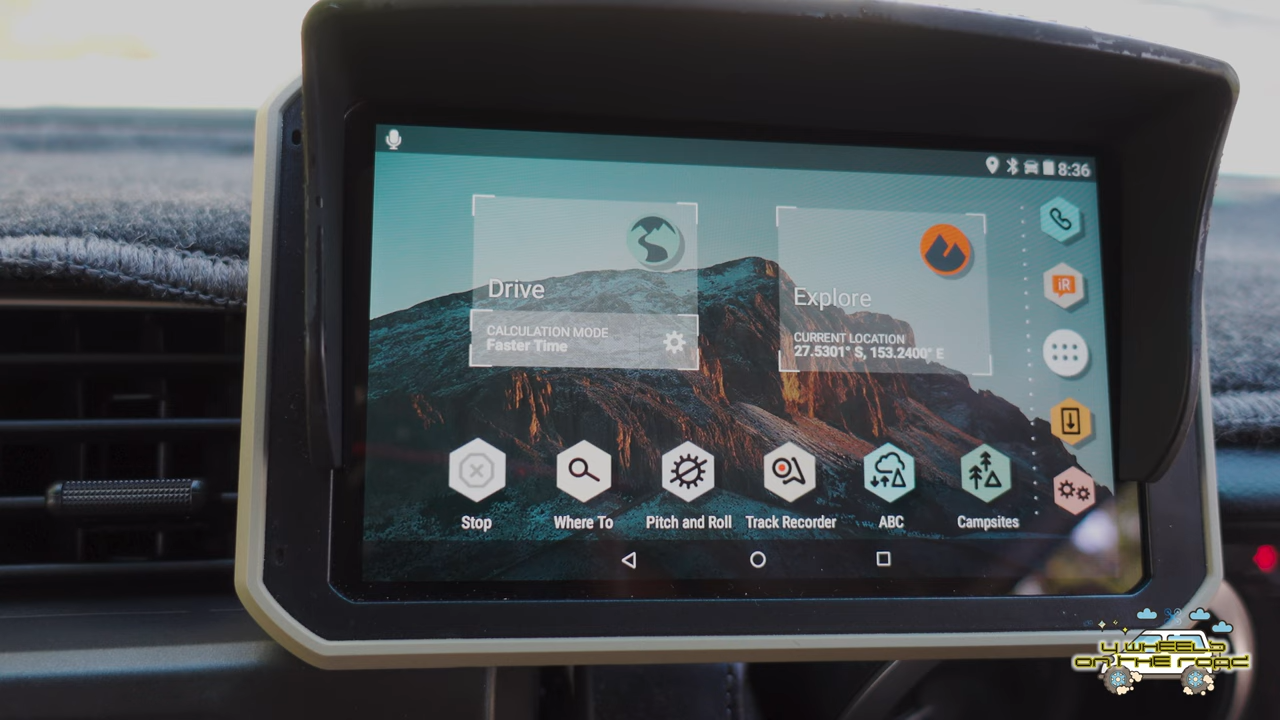 8:36
Drive
CALCULATION MODE
Faster Time
Explore
CURRENT LOCATION
27.5301° S, 153.2400° E
iR
Stop
Where To
Pitch and Roll
Track Recorder
ABC
Campsites
4 WHEELS
ON THE ROAD